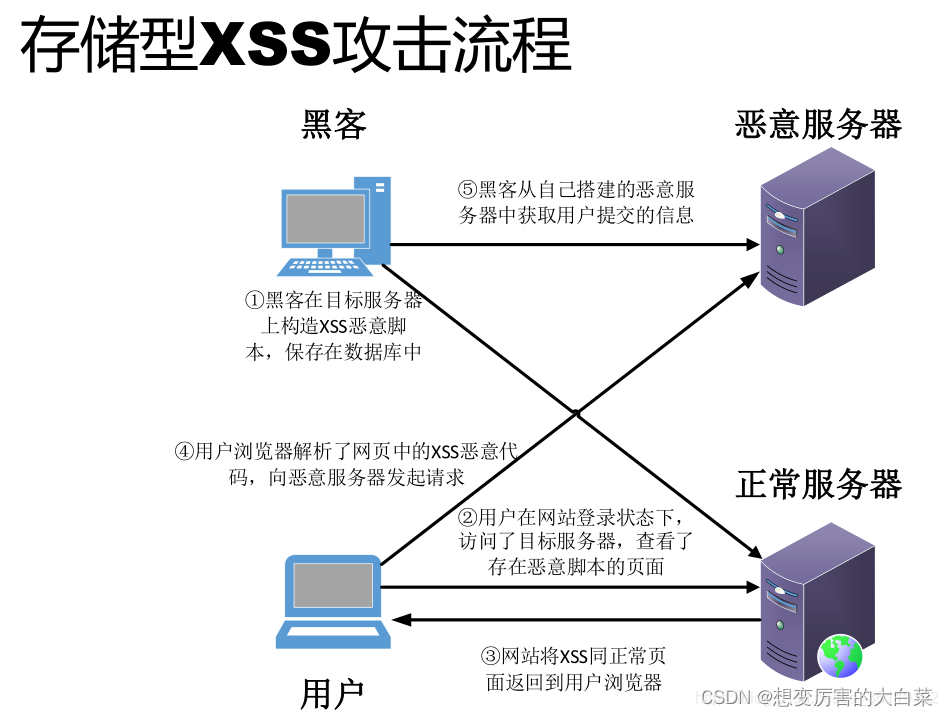 存储型XSS攻击流程
黑客
恶意服务器
⑤黑客从自己搭建的恶意服
务器中获取用户提交的信息
①黑客在目标服务器
上构造XSS恶意脚
本，保存在数据库中
④用户浏览器解析了网页中的XSS恶意代
码，向恶意服务器发起请求
正常服务器
②用户在网站登录状态下，
访问了目标服务器，查看了
存在恶意脚本的页面
③网站将XSS同正常页
面返回到用户浏览器
用户
CSDN @想变厉害的大白菜